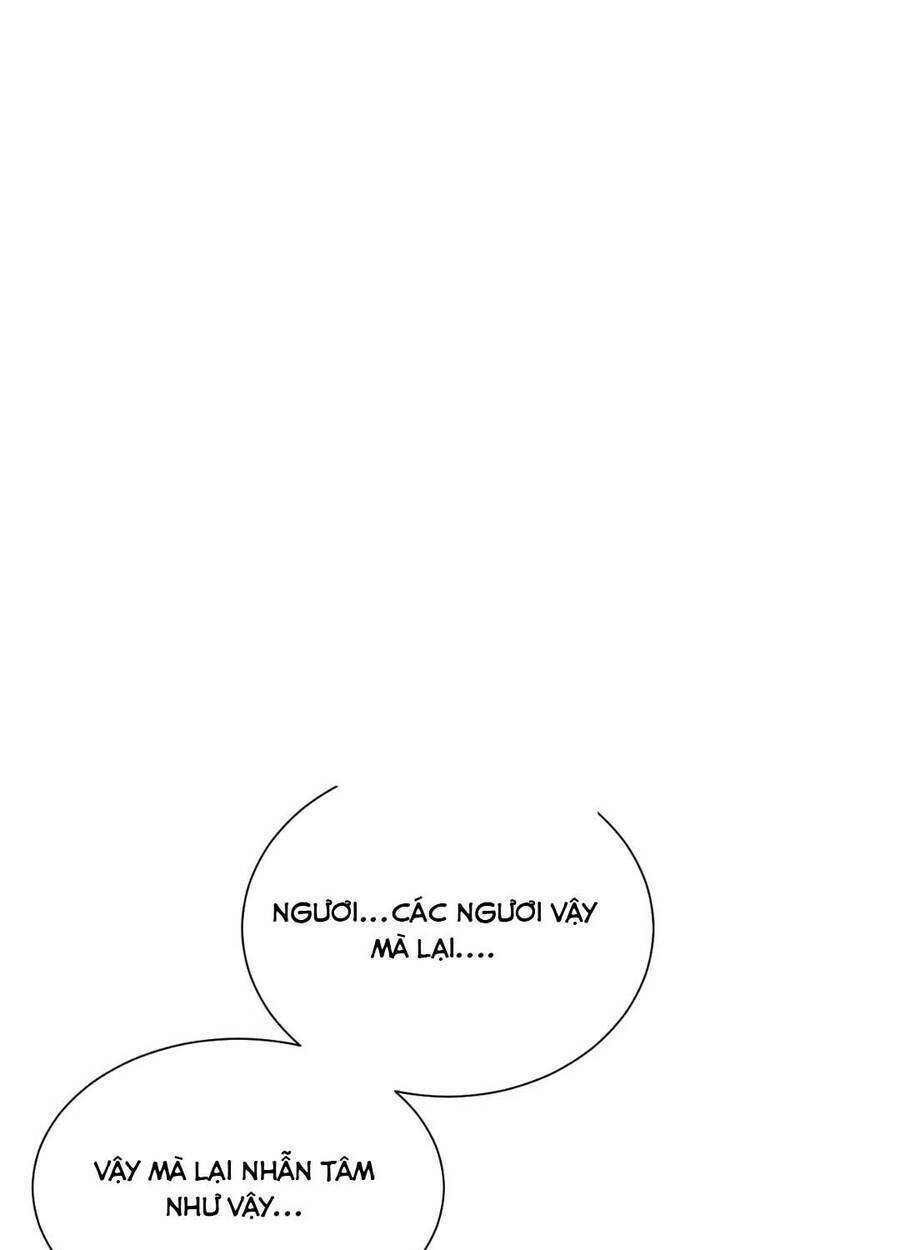 NGƯƠI...CÁC NGƯƠI VẬY
MÀ LẠI....
VẬY MÀ LẠI NHẪN TÂM
NHƯ VẬY...